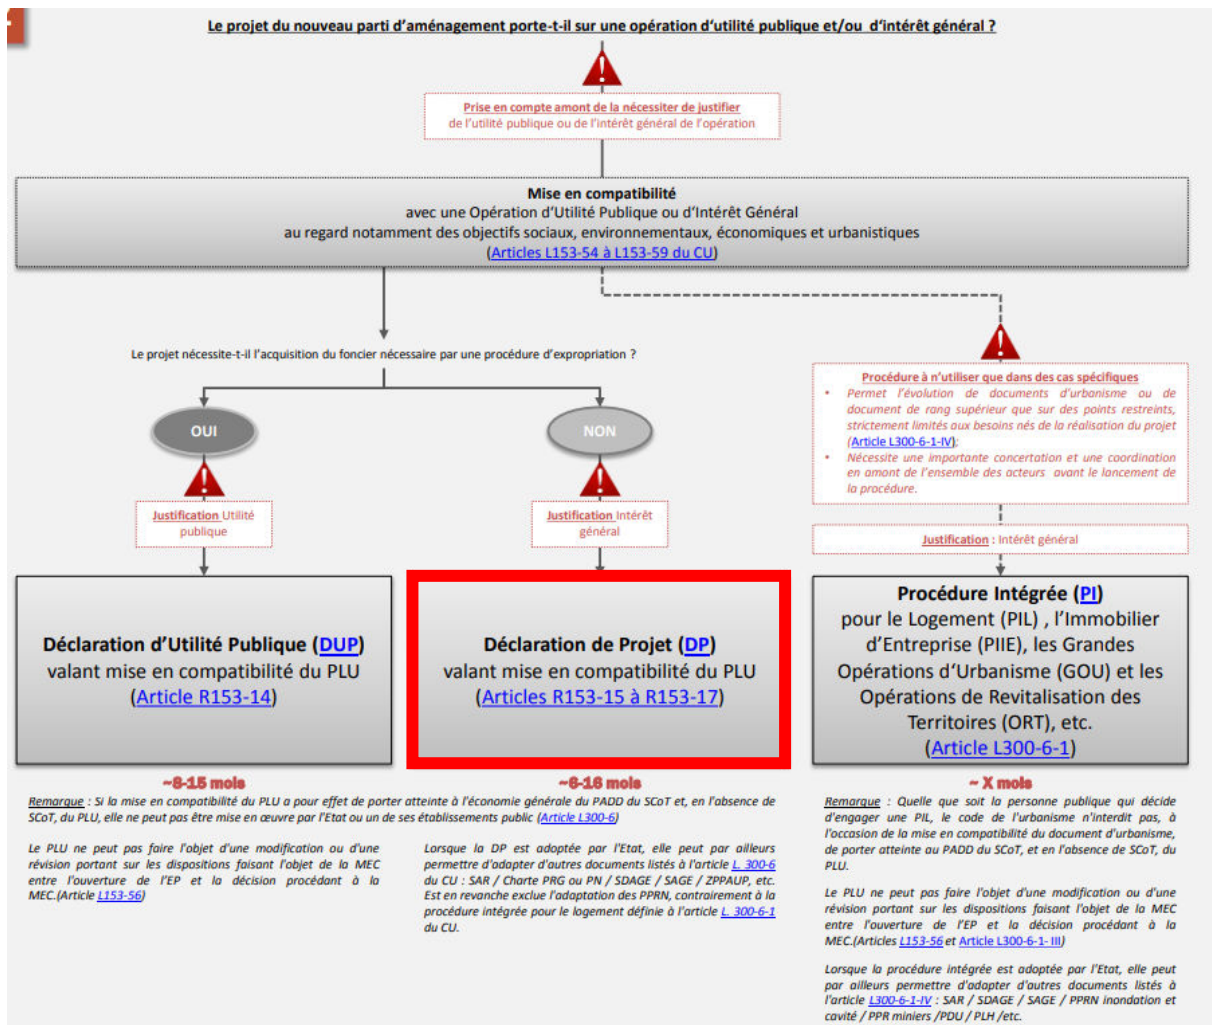 Le projet du nouveau parti d'aménagement porte-t-il sur une opération d'utilité publique et/ou d'intérêt général ?
Prise en compte amont de la nécessiter de justifier
de l'utilité publique ou de l'intérêt général de l'opération
Mise en compatibilité
avec une Opération d'Utilité Publique ou d'Intérêt Général
au regard notamment des objectifs sociaux, environnementaux, économiques et urbanistiques
(Articles L153-54 à L153-59 du CU)
Le projet nécessite-t-il l'acquisition du foncier nécessaire par une procédure d'expropriation ?
OUI
NON
Justification Utilité
publique
Justification Intérêt
général
Procédure à n'utiliser que dans des cas spécifiques
• Permet l'évolution de documents d'urbanisme ou de
document de rang supérieur que sur des points restreints,
strictement limités aux besoins nés de la réalisation du projet
(Article L300-6-1-IV);
• Nécessite une importante concertation et une coordination
en amont de l'ensemble des acteurs avant le lancement de
la procédure.
Justification : Intérêt général
Déclaration d'Utilité Publique (DUP)
valant mise en compatibilité du PLU
(Article R153-14)
Déclaration de Projet (DP)
valant mise en compatibilité du PLU
(Articles R153-15 à R153-17)
Procédure Intégrée (PI)
pour le Logement (PIL) , l'Immobilier
d'Entreprise (PIIE), les Grandes
Opérations d'Urbanisme (GOU) et les
Opérations de Revitalisation des
Territoires (ORT), etc.
(Article L300-6-1)
~8-15 mois
~6-16 mois
~ X mois
Remarque : Si la mise en compatibilité du PLU a pour effet de porter atteinte à l'économie générale du PADD du SCoT et, en l'absence de
SCoT, du PLU, elle ne peut pas être mise en œuvre par l'Etat ou un de ses établissements public (Article L300-6)
Le PLU ne peut pas faire l'objet d'une modification ou d'une
révision portant sur les dispositions faisant l'objet de la MEC
entre l'ouverture de l'EP et la décision procédant à la
MEC.(Article L153-56)
Lorsque la DP est adoptée par l'Etat, elle peut par ailleurs
permettre d'adapter d'autres documents listés à l'article L. 300-6
du CU : SAR / Charte PRG ou PN / SDAGE / SAGE / ZPPAUP, etc.
Est en revanche exclue l'adaptation des PPRN, contrairement à la
procédure intégrée pour le logement définie à l'article L. 300-6-1
du CU.
Remarque : Quelle que soit la personne publique qui décide
d'engager une PIL, le code de l'urbanisme n'interdit pas, à
l'occasion de la mise en compatibilité du document d'urbanisme,
de porter atteinte au PADD du SCoT, et en l'absence de SCoT, du
PLU.
Le PLU ne peut pas faire l'objet d'une modification ou d'une
révision portant sur les dispositions faisant l'objet de la MEC
entre l'ouverture de l'EP et la décision procédant à la
MEC.(Articles L153-56 et Article L300-6-1- III)
Lorsque la procédure intégrée est adoptée par l'Etat, elle peut
par ailleurs permettre d'adapter d'autres documents listés à
l'article L300-6-1-IV : SAR / SDAGE / SAGE / PPRN inondation et
cavité / PPR miniers /PDU / PLH /etc.